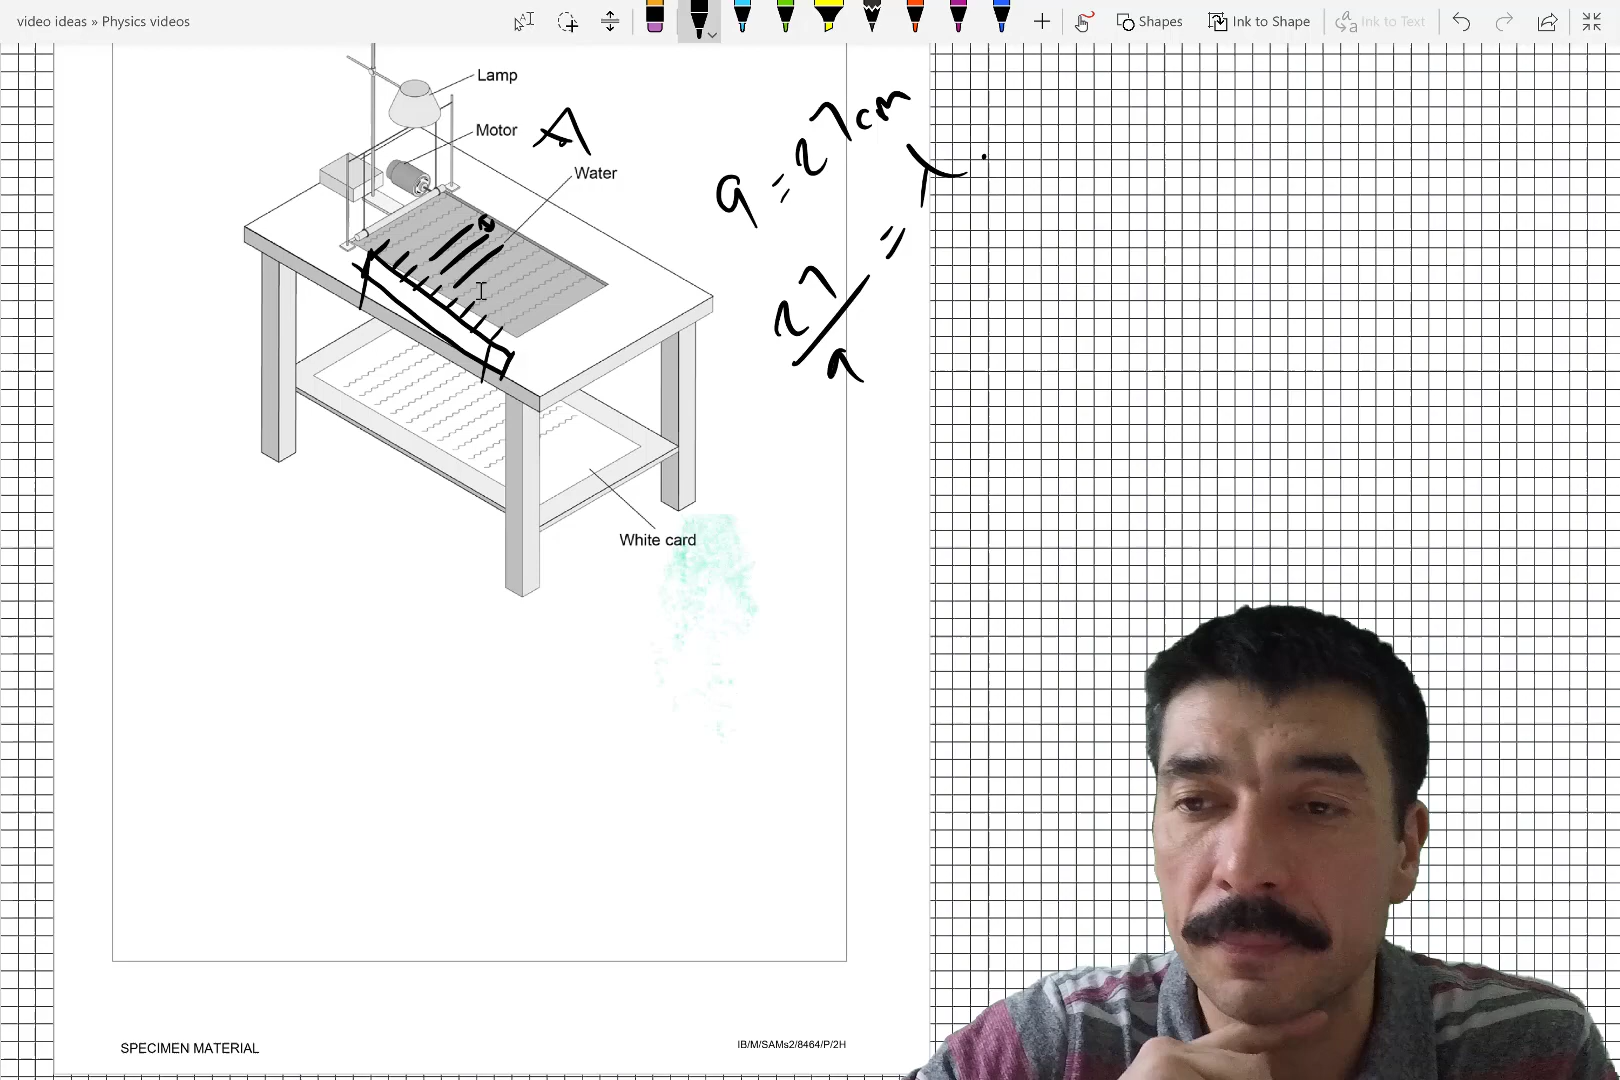 video ideas » Physics videos
Shapes
Ink to Shape
Ink to Text
Lamp
Motor
A
Water
9 = 27cm
27/9 = λ.
White card
SPECIMEN MATERIAL
IB/M/SAMs2/8464/P/2H